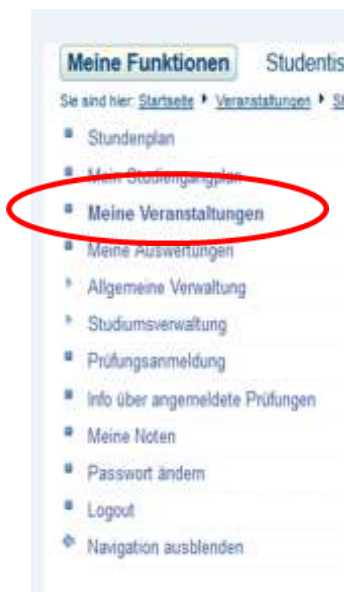 Meine Funktionen Studentis
Sie sind hier: Startseite Veranstaltungen St
Stundenplan
Mein Studiengangplan
Meine Veranstaltungen
Meine Auswertungen
Allgemeine Verwaltung
Studiumsverwaltung
Prüfungsanmeldung
Info über angemeldete Prüfungen
Meine Noten
Passwort ändern
Logout
Navigation ausblenden